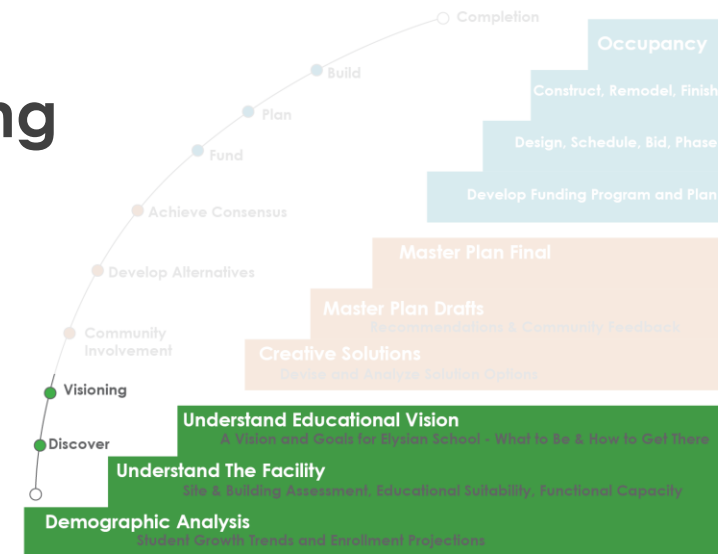 ng
Completion
Occupancy
Build
Construct, Remodel, Finish
Plan
Design, Schedule, Bid, Phase
Fund
Develop Funding Program and Plan
Achieve Consensus
Master Plan Final
Develop Alternatives
Master Plan Drafts
Recommendations & Community Feedback
Community
Involvement
Creative Solutions
Devise and Analyze Solution Options
Visioning
Understand Educational Vision
A Vision and Goals for Elysian School - What to Be & How to Get There
Discover
Understand The Facility
Site & Building Assessment, Educational Suitability, Functional Capacity
Demographic Analysis
Student Growth Trends and Enrollment Projections